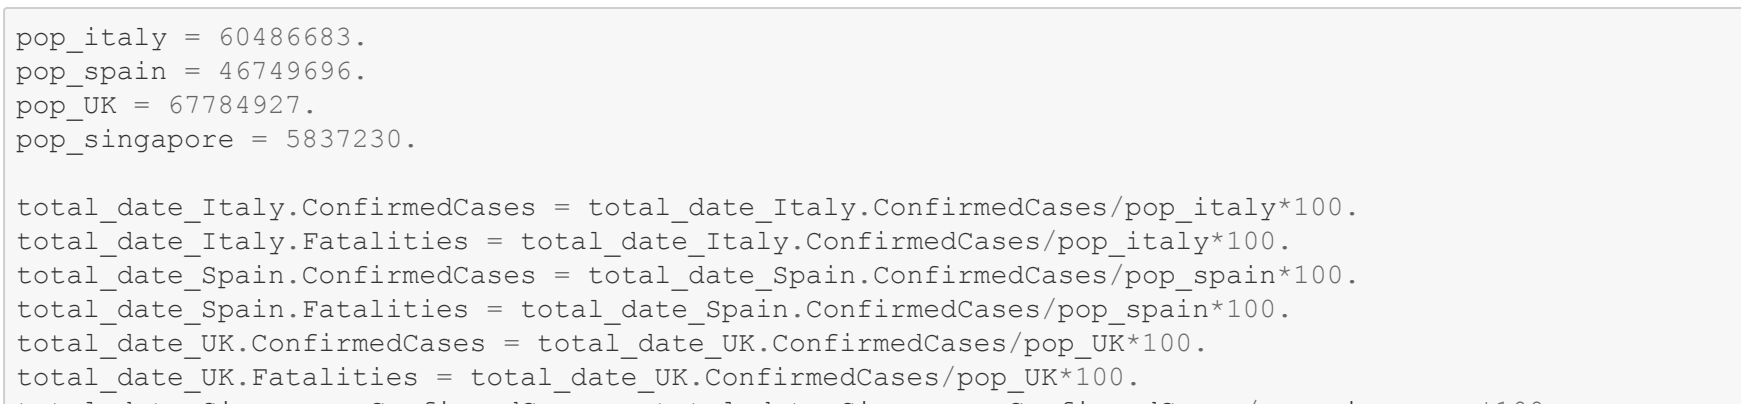 pop_italy = 60486683.
pop_spain = 46749696.
pop_UK = 67784927.
pop_singapore = 5837230.
total_date_Italy.ConfirmedCases = total_date_Italy.ConfirmedCases/pop_italy*100.
total_date_Italy.Fatalities = total_date_Italy.ConfirmedCases/pop_italy*100.
total_date_Spain.ConfirmedCases = total_date_Spain.ConfirmedCases/pop_spain*100.
total_date_Spain.Fatalities = total_date_Spain.ConfirmedCases/pop_spain*100.
total_date_UK.ConfirmedCases = total_date_UK.ConfirmedCases/pop_UK*100.
total_date_UK.Fatalities = total_date_UK.ConfirmedCases/pop_UK*100.